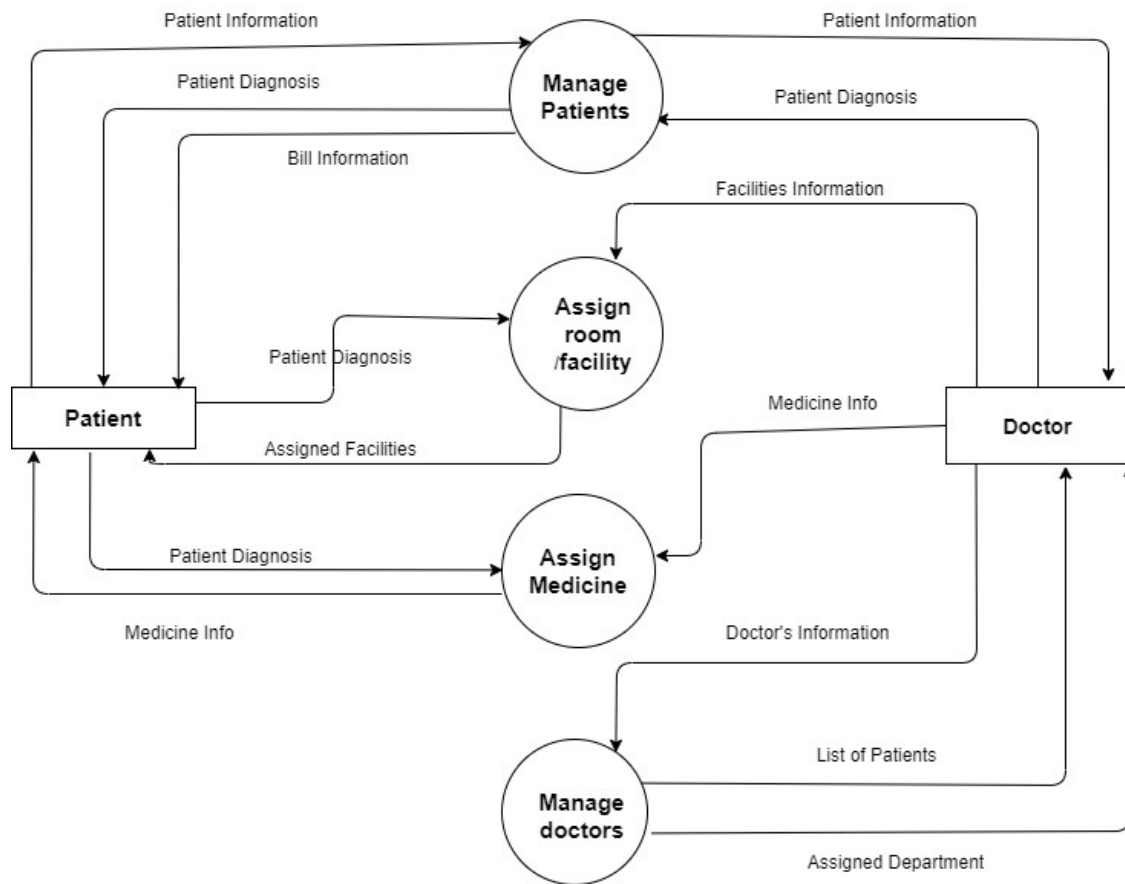 Patient Information
Patient Information
Manage
Patients
Patient Diagnosis
Patient Diagnosis
Bill Information
Facilities Information
Assign
room
/facility
Patient Diagnosis
Patient
Medicine Info
Doctor
Assigned Facilities
Patient Diagnosis
Assign
Medicine
Medicine Info
Doctor's Information
List of Patients
Manage
doctors
Assigned Department